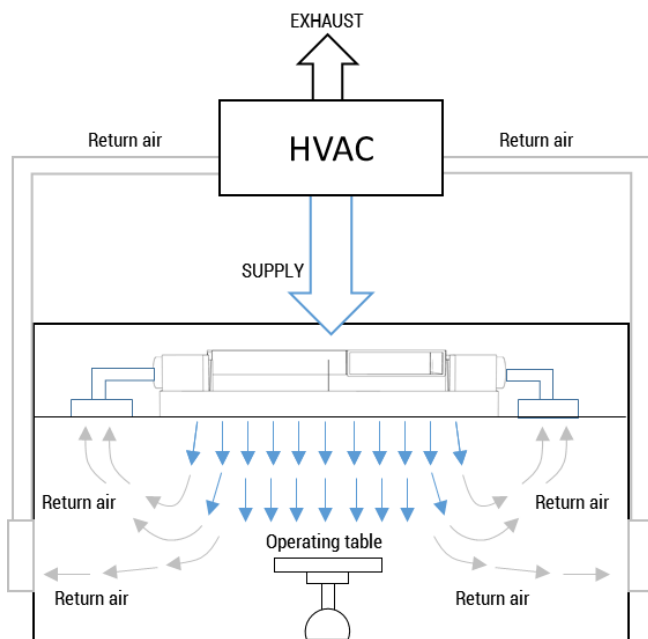 EXHAUST
Return air
HVAC
Return air
SUPPLY
Return air
Return air
Operating table
Return air
Return air